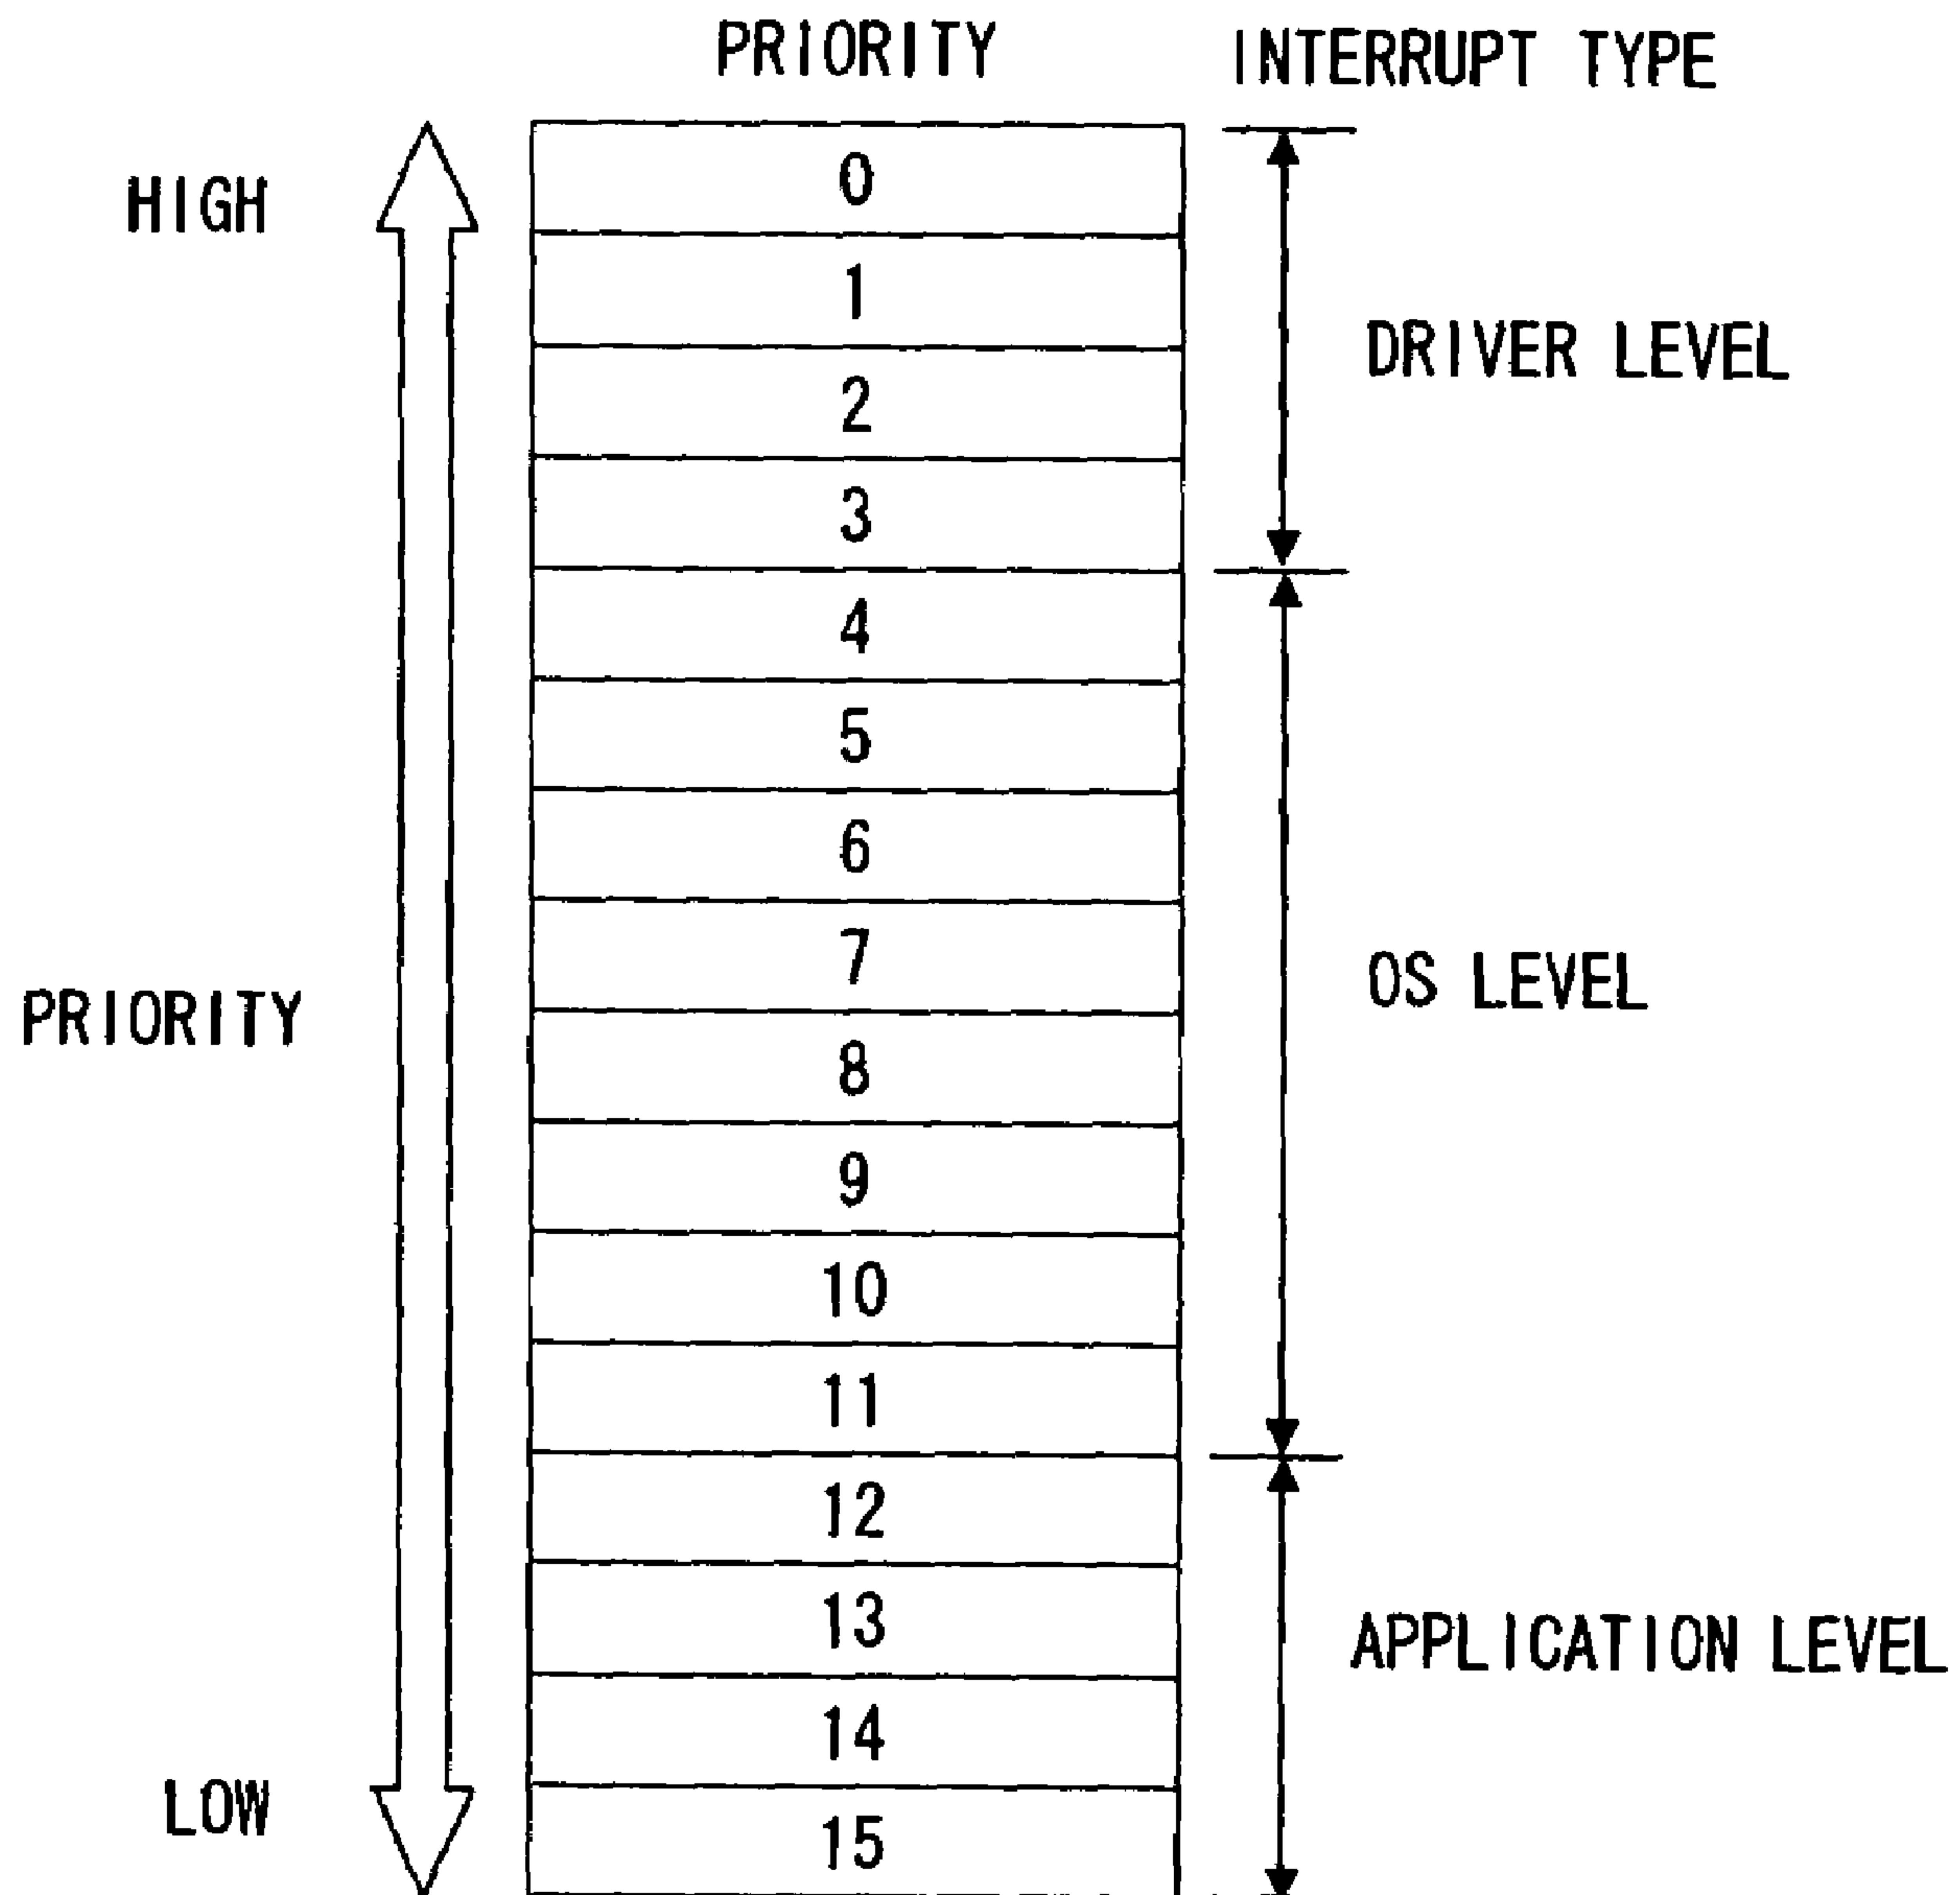 PRIORITY INTERRUPT TYPE
HIGH
0
1
2
DRIVER LEVEL
3
4
5
6
7
OS LEVEL
PRIORITY
8
9
10
11
12
13
APPLICATION LEVEL
14
LOW
15